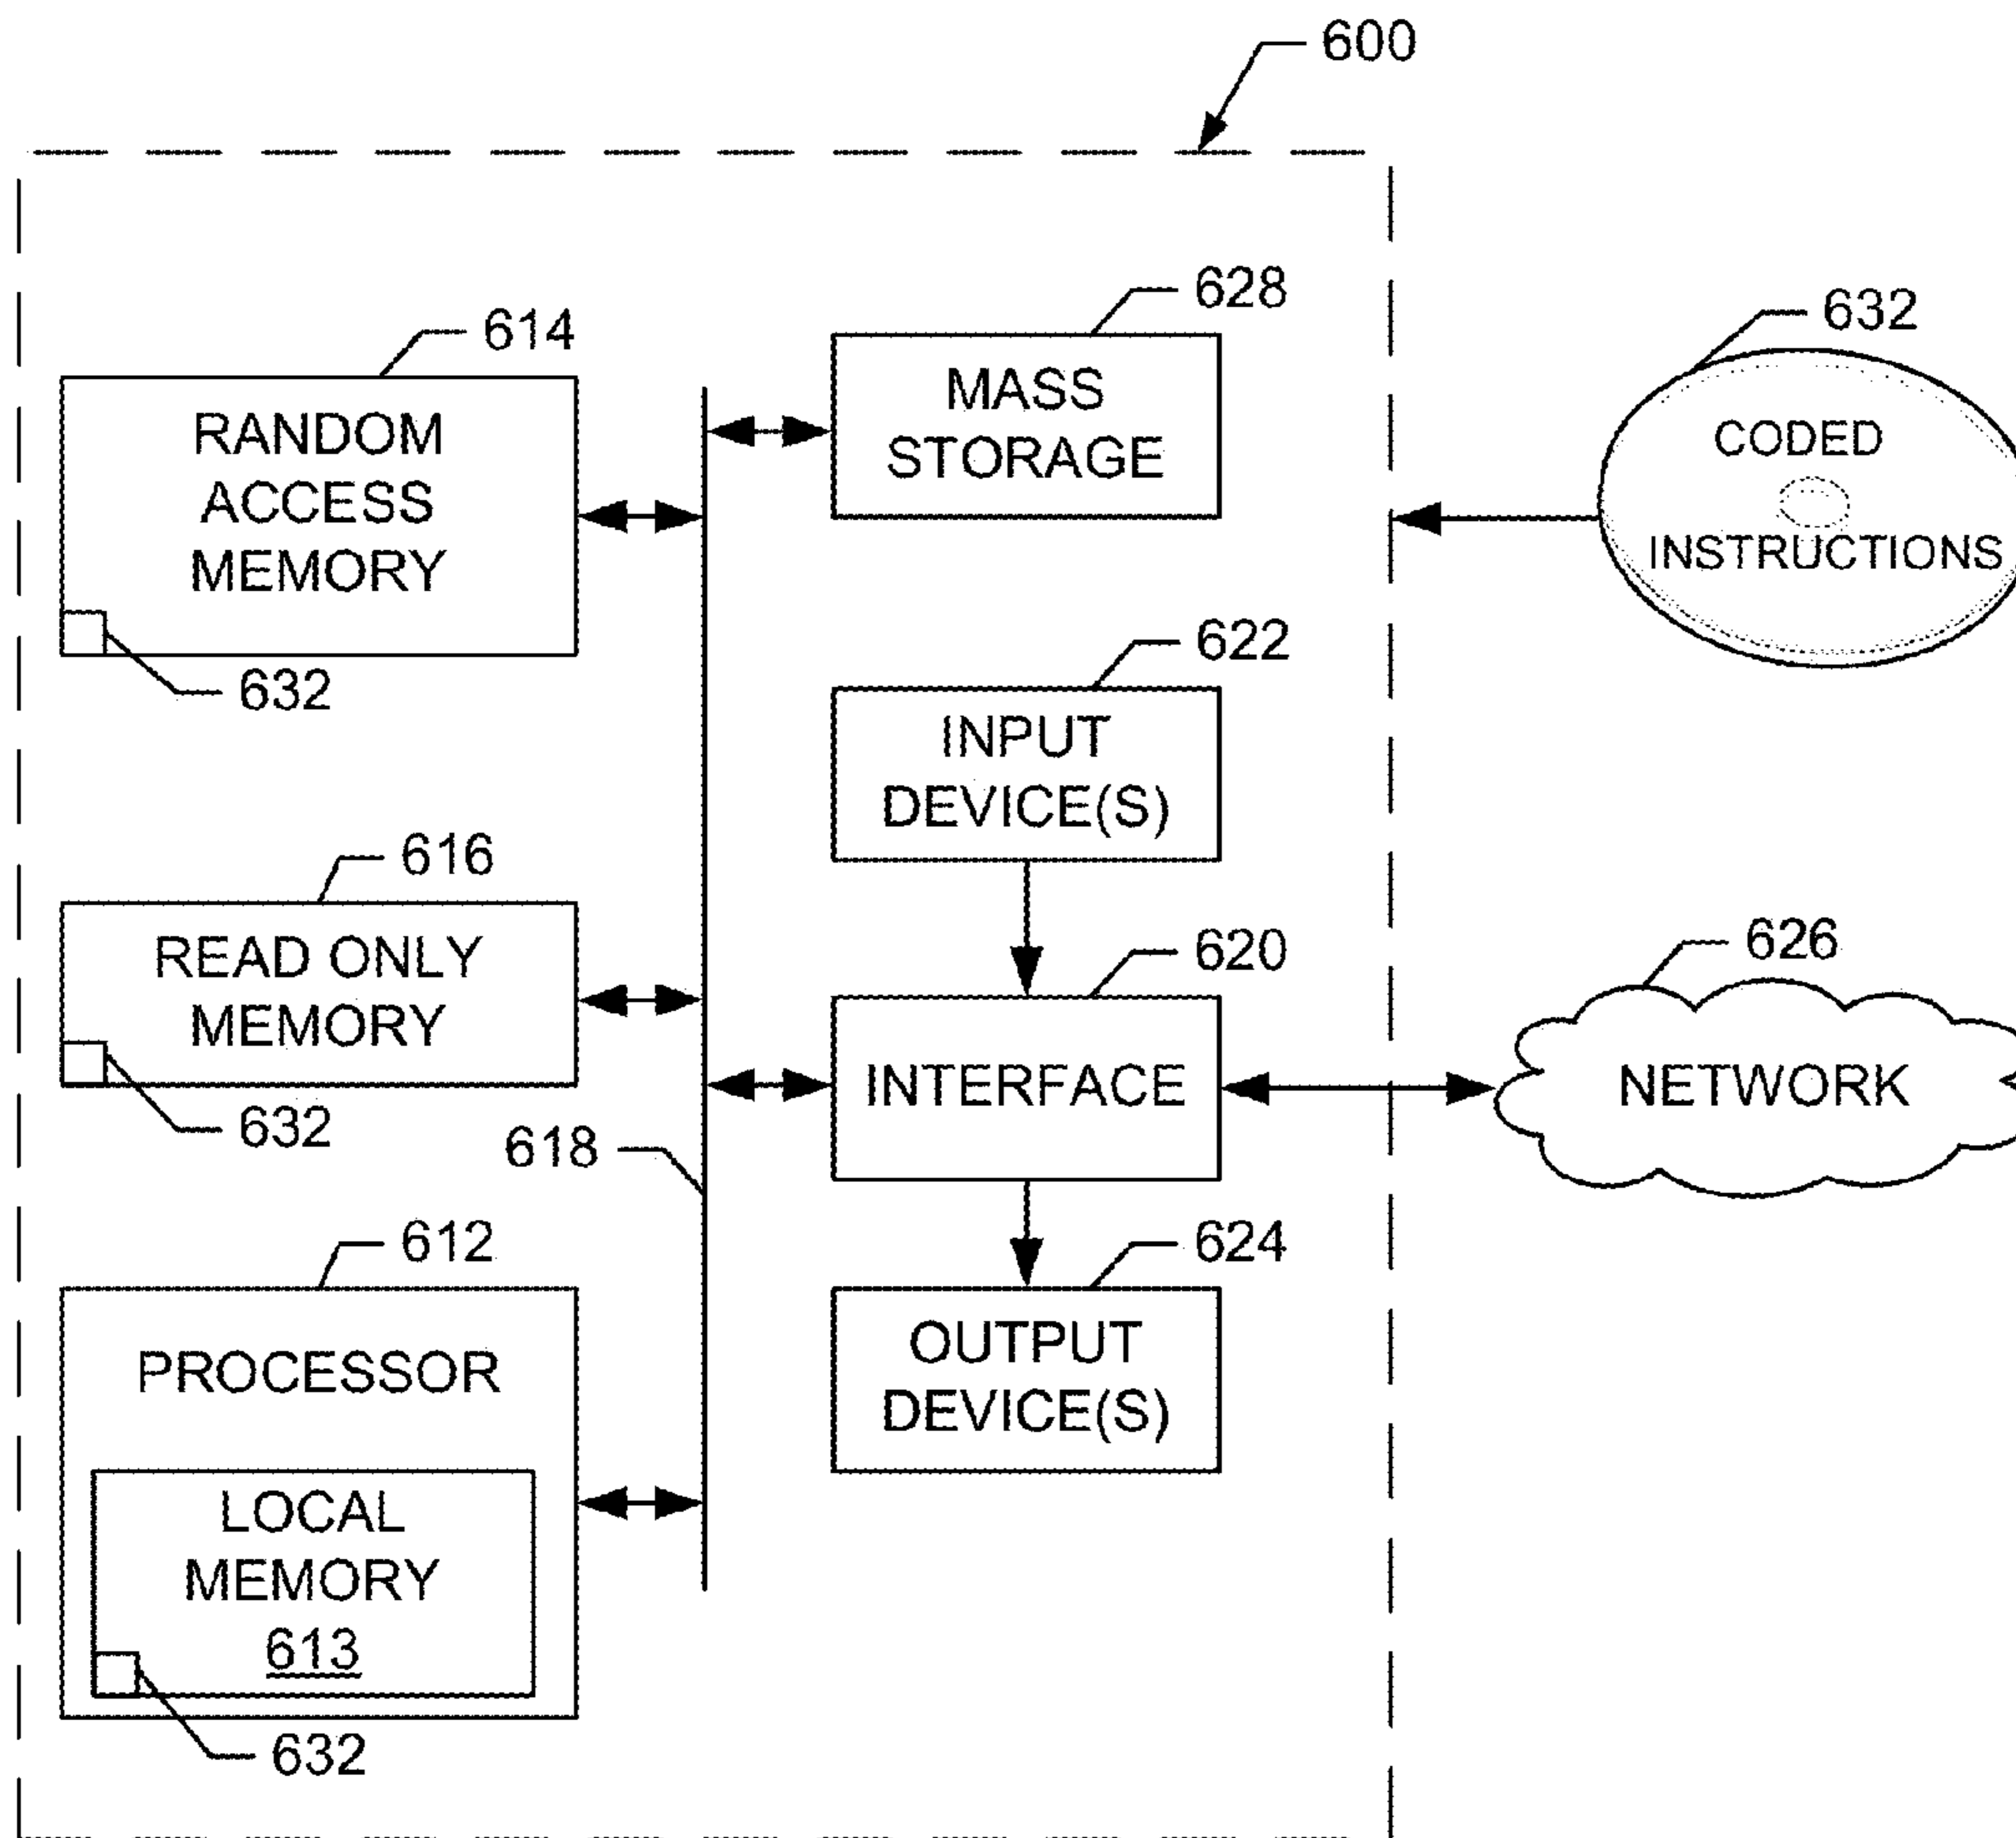 600
614
RANDOM
ACCESS
MEMORY
632
628
MASS
STORAGE
632
CODED
INSTRUCTIONS
622
INPUT
DEVICE(S)
616
READ ONLY
MEMORY
632
620
INTERFACE
626
NETWORK
618
612
PROCESSOR
LOCAL
MEMORY
613
632
624
OUTPUT
DEVICE(S)